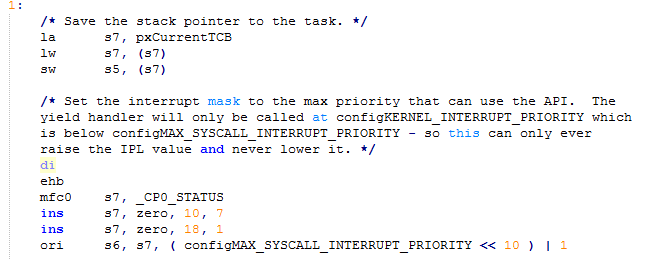 1:
/* Save the stack pointer to the task. */
la s7, pxCurrentTCB
lw s7, (s7)
sw s5, (s7)
/* Set the interrupt mask to the max priority that can use the API. The
yield handler will only be called at configKERNEL_INTERRUPT_PRIORITY which
is below configMAX_SYSCALL_INTERRUPT_PRIORITY - so this can only ever
raise the IPL value and never lower it. */
di
ehb
mfc0 s7, _CP0_STATUS
ins s7, zero, 10, 7
ins s7, zero, 18, 1
ori s6, s7, ( configMAX_SYSCALL_INTERRUPT_PRIORITY << 10 ) | 1